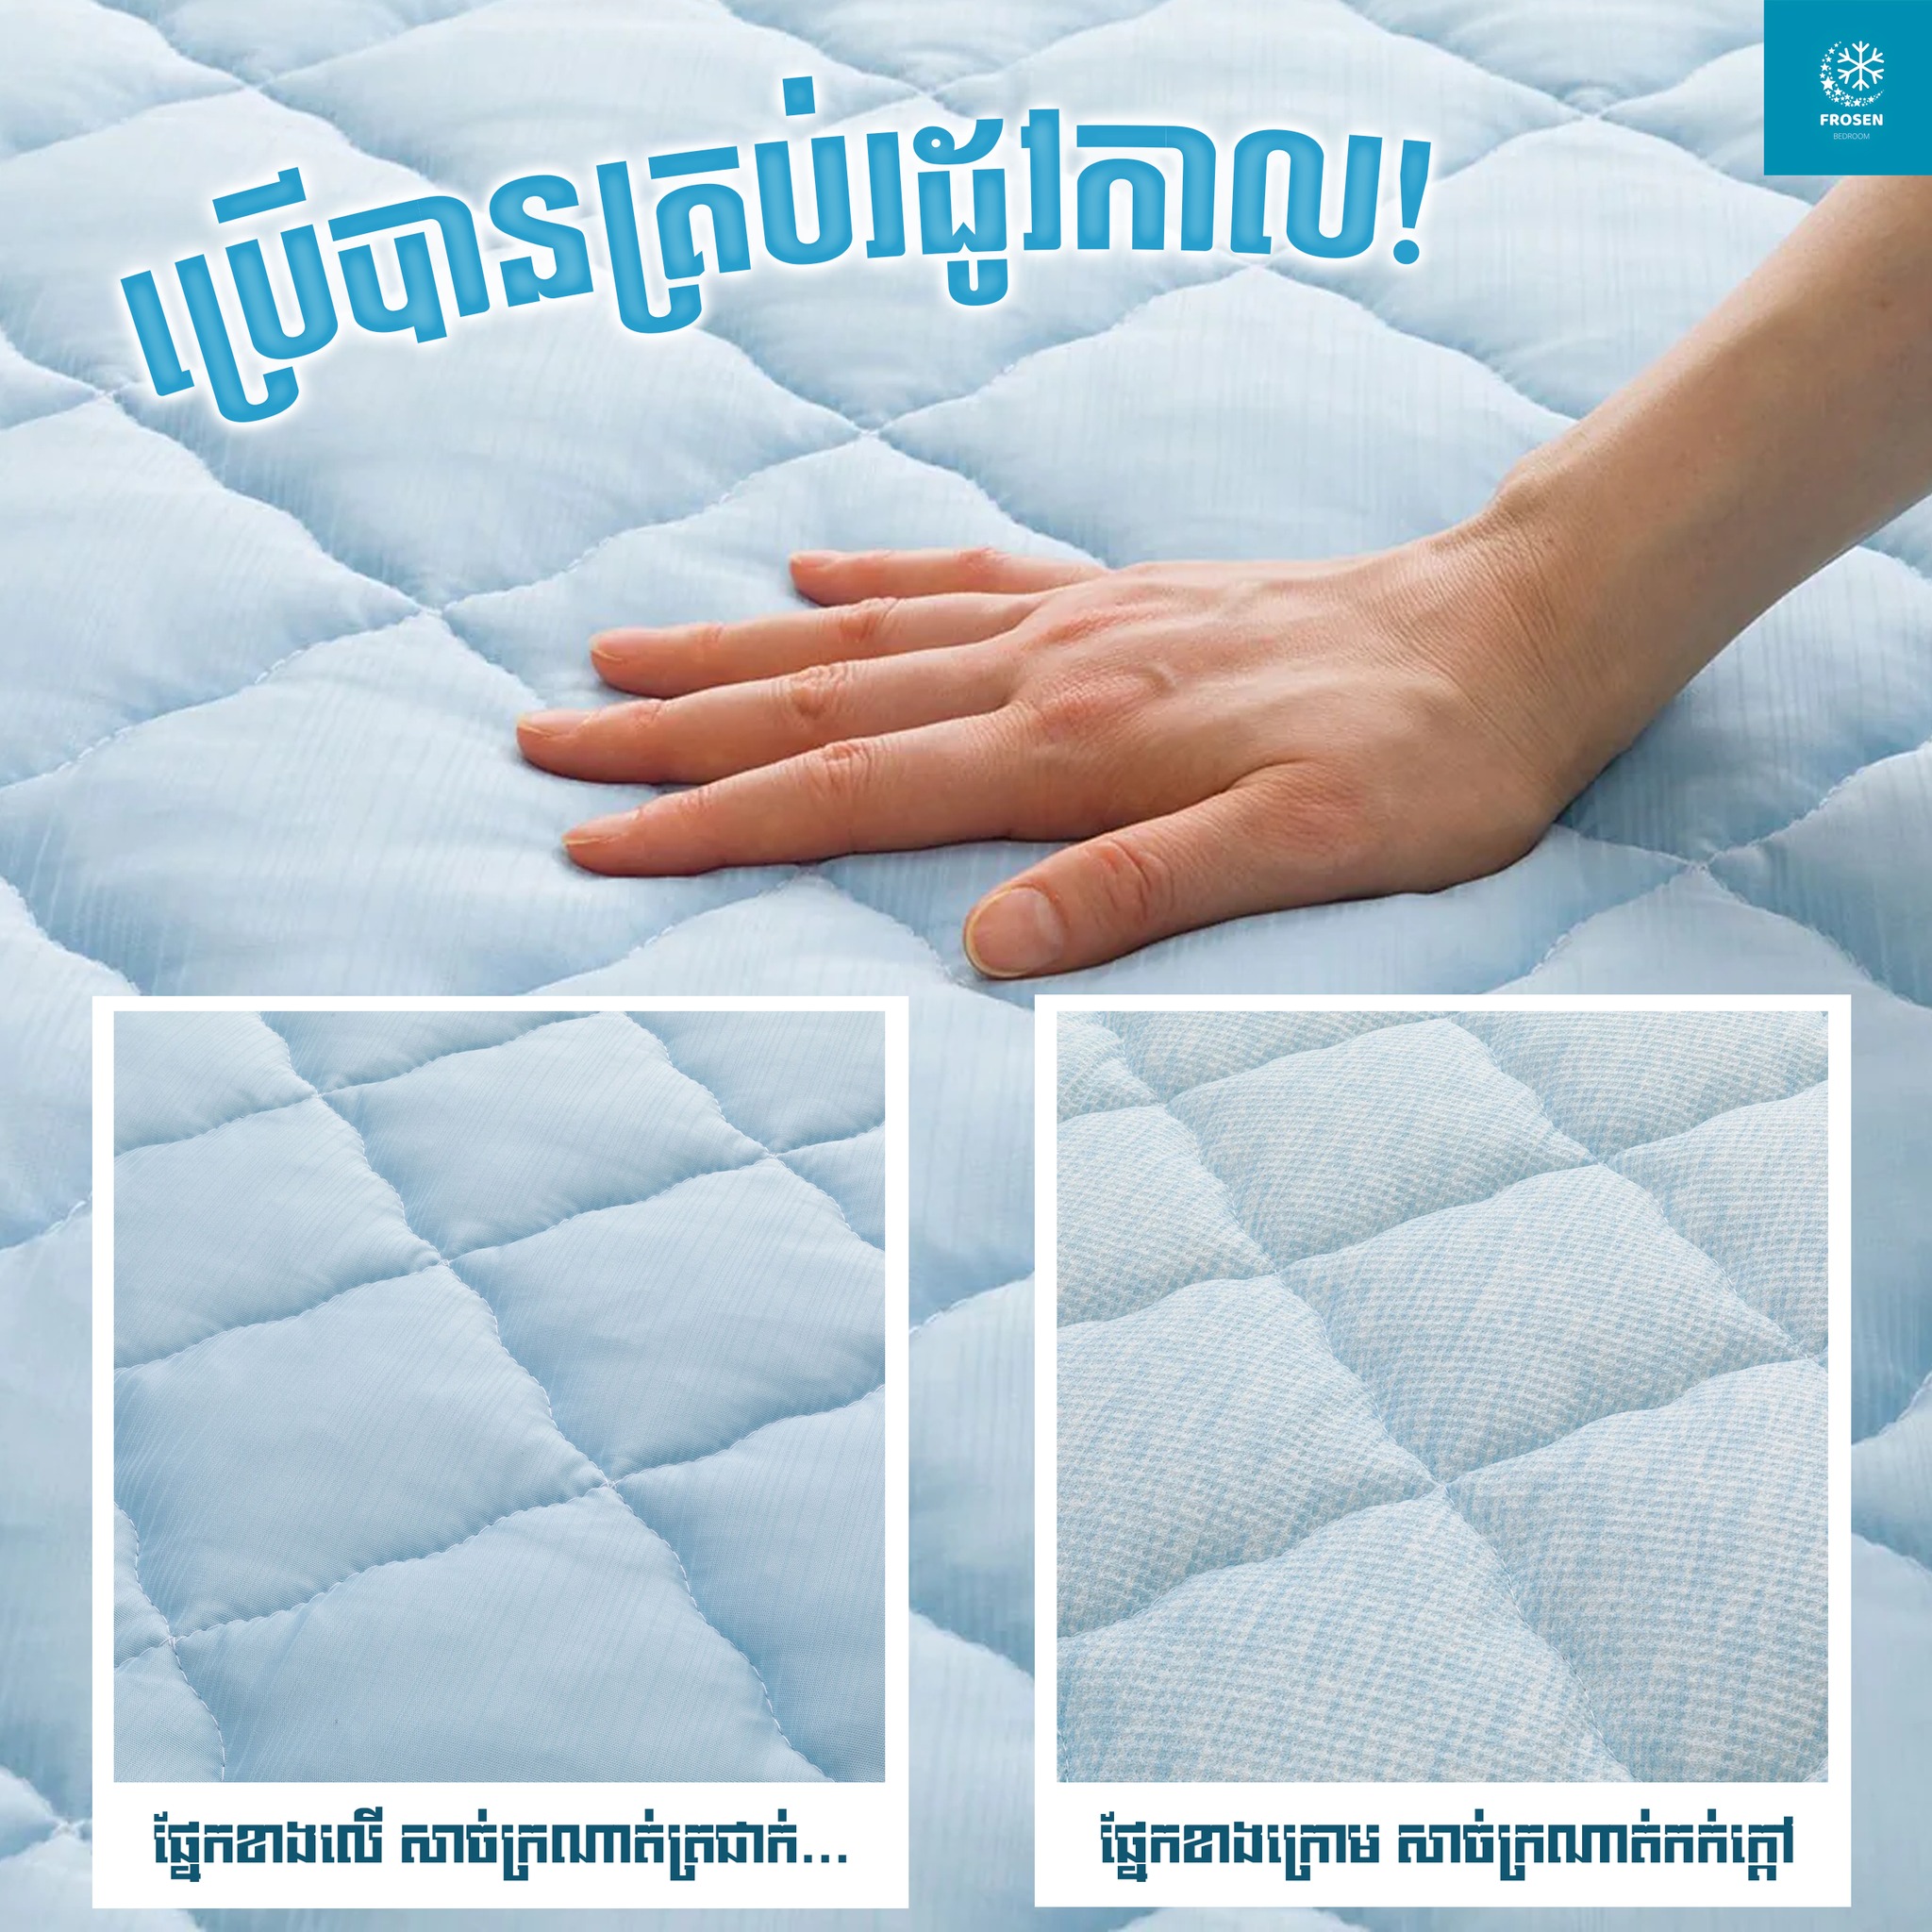 FROSEN
BEDROOM
ប្រើបានគ្រប់រដូវកាល!
ផ្នែកខាងលើ សាច់ក្រណាត់ត្រជាក់...
ផ្នែកខាងក្រោម សាច់ក្រណាត់កក់ក្ដៅ